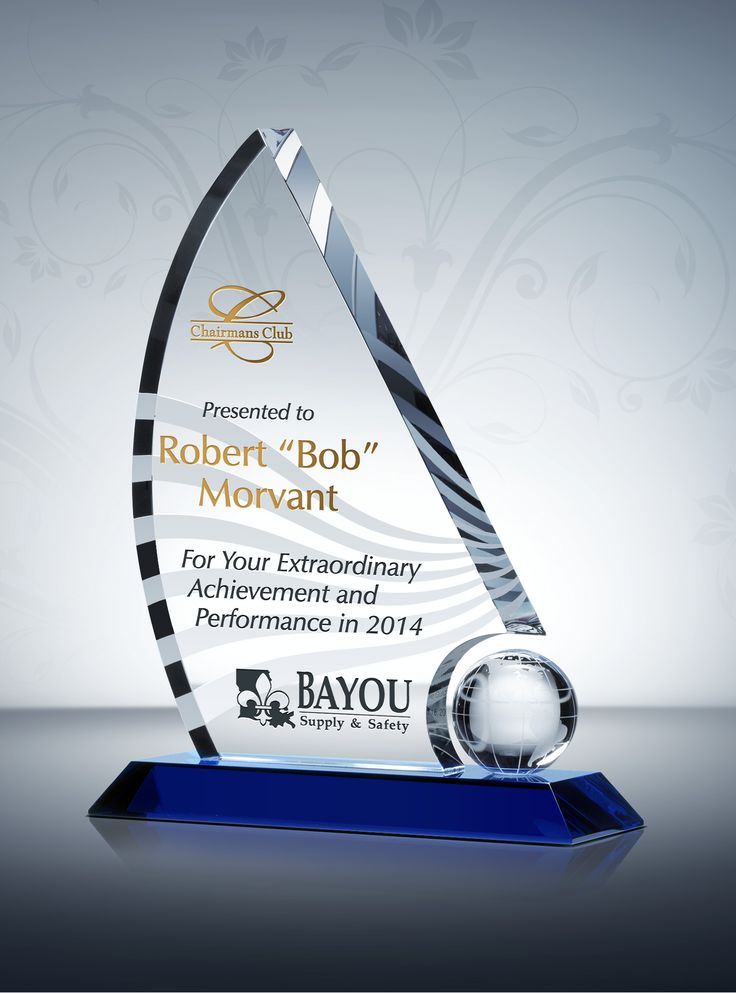 Chairmans Club
Presented to
Robert “Bob”
Morvant
For Your Extraordinary
Achievement and
Performance in 2014
BAYOU
Supply & Safety